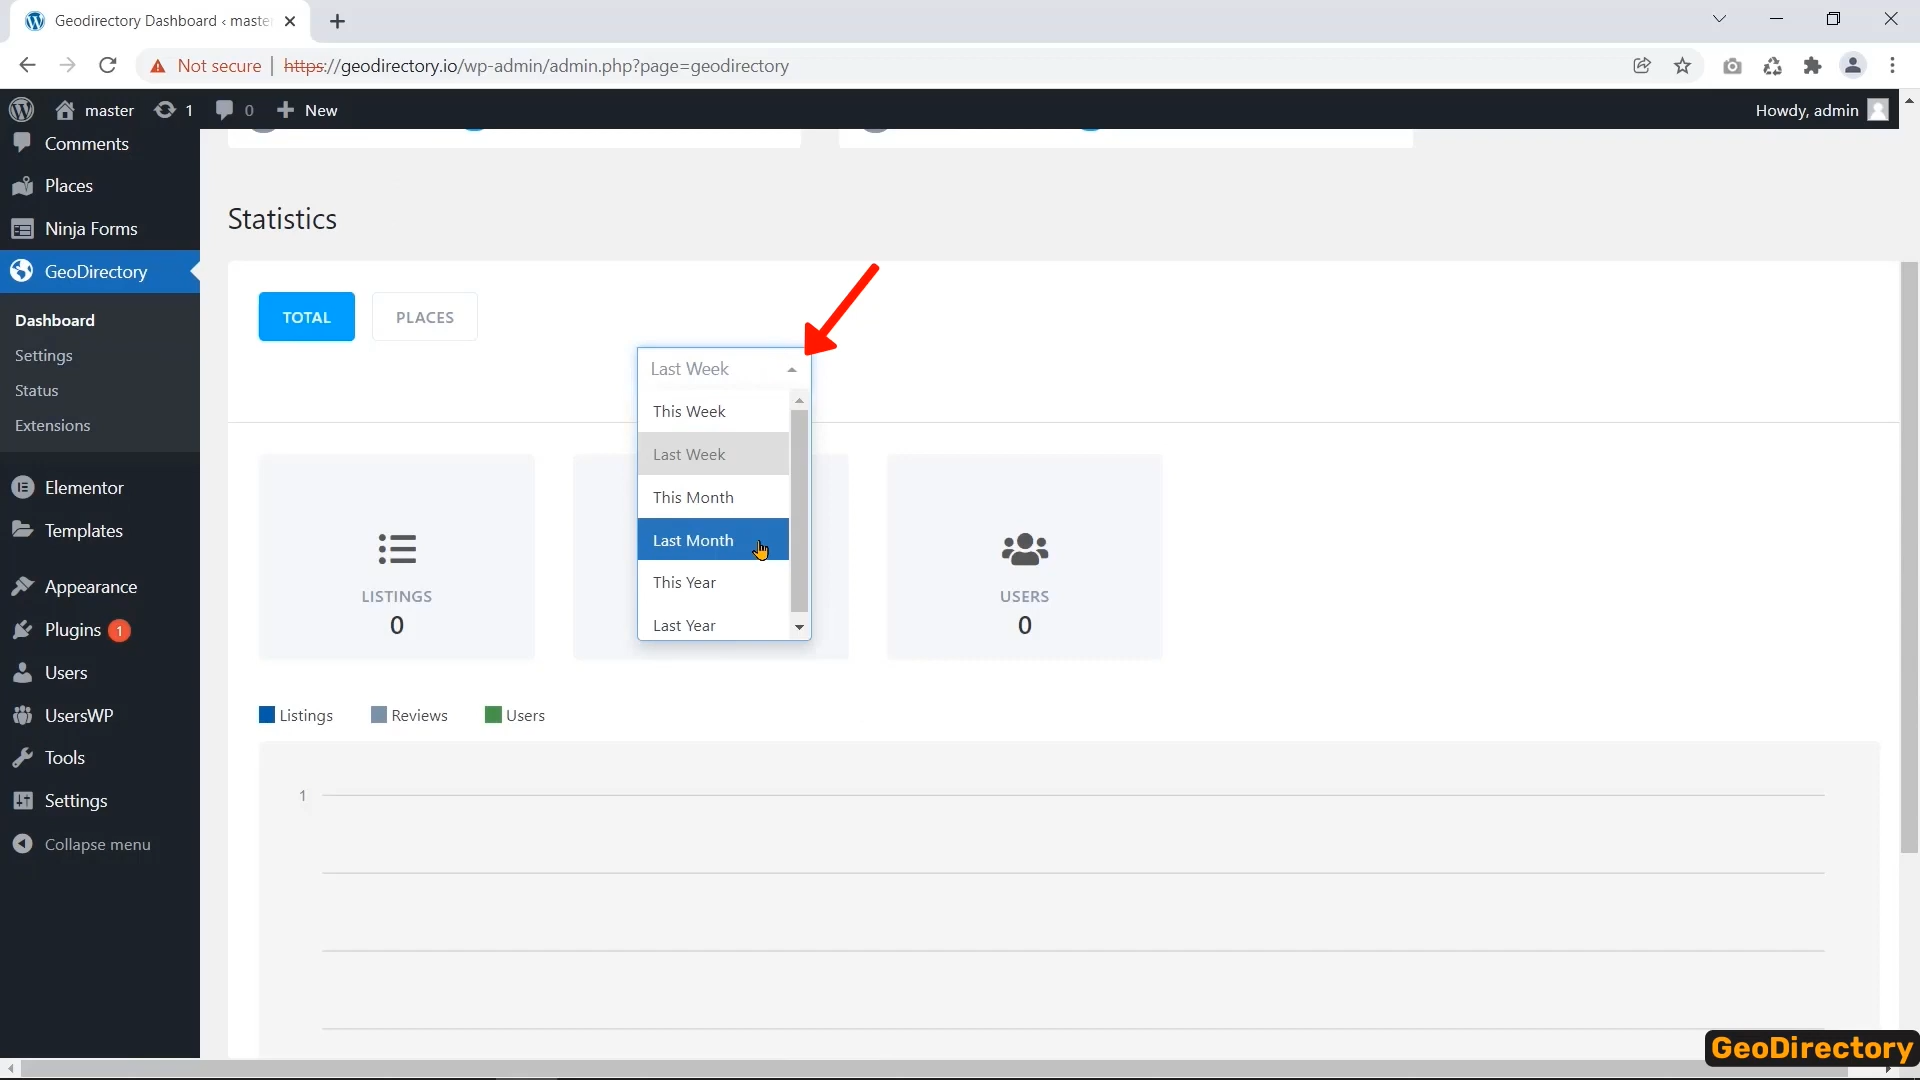 Geodirectory Dashboard ‹ maste
Not secure | https://geodirectory.io/wp-admin/admin.php?page=geodirectory
master 1 0 New Howdy, admin
Comments
Places
Ninja Forms
GeoDirectory
Dashboard
Settings
Status
Extensions
Elementor
Templates
Appearance
Plugins 1
Users
UsersWP
Tools
Settings
Collapse menu
Statistics
TOTAL PLACES
Last Week
This Week
Last Week
This Month
Last Month
This Year
Last Year
LISTINGS
0
USERS
0
Listings Reviews Users
1
GeoDirectory